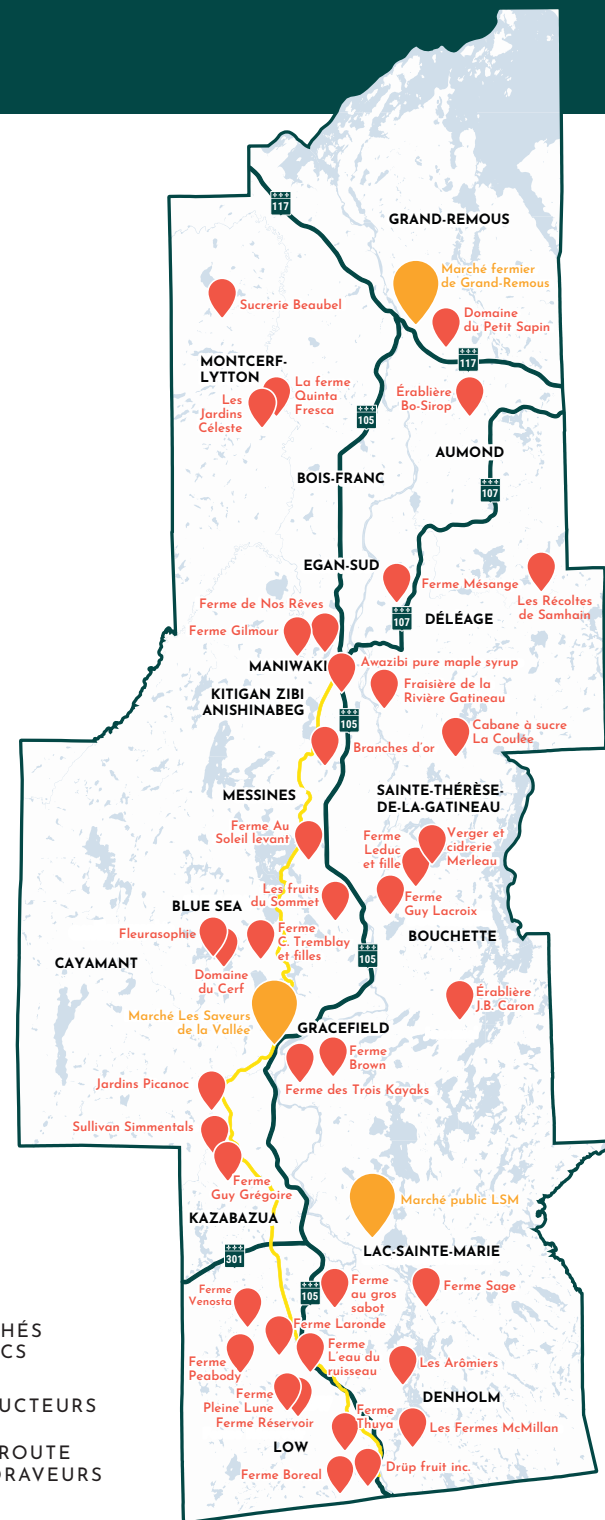 117
GRAND-REMOUS
Marché fermier
de Grand-Remous
Sucrerie Beaubel
Domaine
du Petit Sapin
117
MONTCERF-
LYTTON
La ferme
Quinta
Fresca
Les
Jardins
Céleste
Érablière
Bo-Sirop
105
AUMOND
BOIS-FRANC
107
EGAN-SUD
Ferme Mésange
Les Récoltes
de Samhain
Ferme de Nos Rêves
107
DÉLÉAGE
Ferme Gilmour
MANIWAKI
Awazibi pure maple syrup
KITIGAN ZIBI
ANISHINABEG
Fraisière de la
Rivière Gatineau
105
Cabane à sucre
La Coulée
Branches d'or
MESSINES
SAINTE-THÉRÈSE-
DE-LA-GATINEAU
Ferme Au
Soleil levant
Ferme
Leduc
et fille
Verger et
cidrerie
Merleau
Les fruits
du Sommet
Ferme
Guy Lacroix
BLUE SEA
Fleurasophie
Ferme
C. Tremblay
et filles
BOUCHETTE
CAYAMANT
105
Domaine
du Cerf
Érablière
J.B. Caron
Marché Les Saveurs
de la Vallée
GRACEFIELD
Ferme
Brown
Jardins Picanoc
Ferme des Trois Kayaks
Sullivan Simmentals
Ferme
Guy Grégoire
Marché public LSM
KAZABAZUA
LAC-SAINTE-MARIE
301
Ferme
Venosta
105
Ferme
au gros
sabot
Ferme Sage
Ferme Laronde
HÉS
CS
Ferme
Peabody
Ferme
L'eau du
ruisseau
Les Arômiers
Ferme
Pleine Lune
DENHOLM
UCTEURS
Ferme Réservoir
Ferme
Thuya
Les Fermes McMillan
ROUTE
DRAVEURS
LOW
Ferme Boreal
Drüp fruit inc.